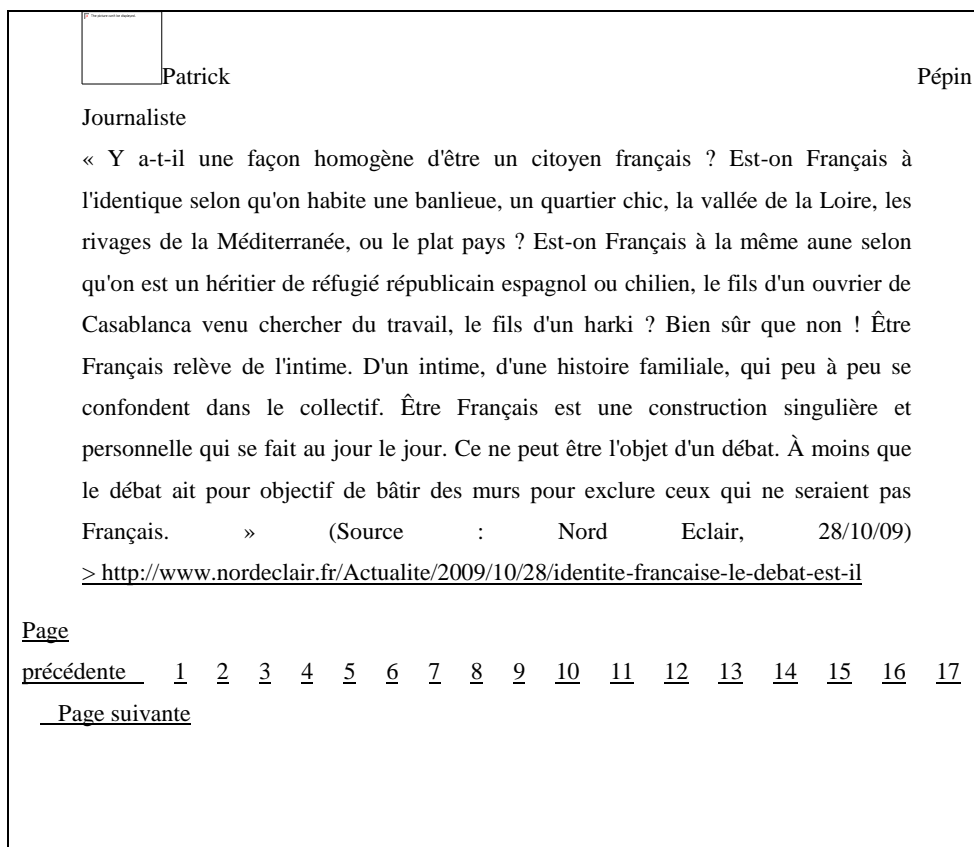 The picture can't be displayed.
Patrick Pépin
Journaliste
« Y a-t-il une façon homogène d'être un citoyen français ? Est-on Français à
l'identique selon qu'on habite une banlieue, un quartier chic, la vallée de la Loire, les
rivages de la Méditerranée, ou le plat pays ? Est-on Français à la même aune selon
qu'on est un héritier de réfugié républicain espagnol ou chilien, le fils d'un ouvrier de
Casablanca venu chercher du travail, le fils d'un harki ? Bien sûr que non ! Être
Français relève de l'intime. D'un intime, d'une histoire familiale, qui peu à peu se
confondent dans le collectif. Être Français est une construction singulière et
personnelle qui se fait au jour le jour. Ce ne peut être l'objet d'un débat. À moins que
le débat ait pour objectif de bâtir des murs pour exclure ceux qui ne seraient pas
Français. » (Source : Nord Eclair, 28/10/09)
> http://www.nordeclair.fr/Actualite/2009/10/28/identite-francaise-le-debat-est-il
Page
précédente 1 2 3 4 5 6 7 8 9 10 11 12 13 14 15 16 17
Page suivante